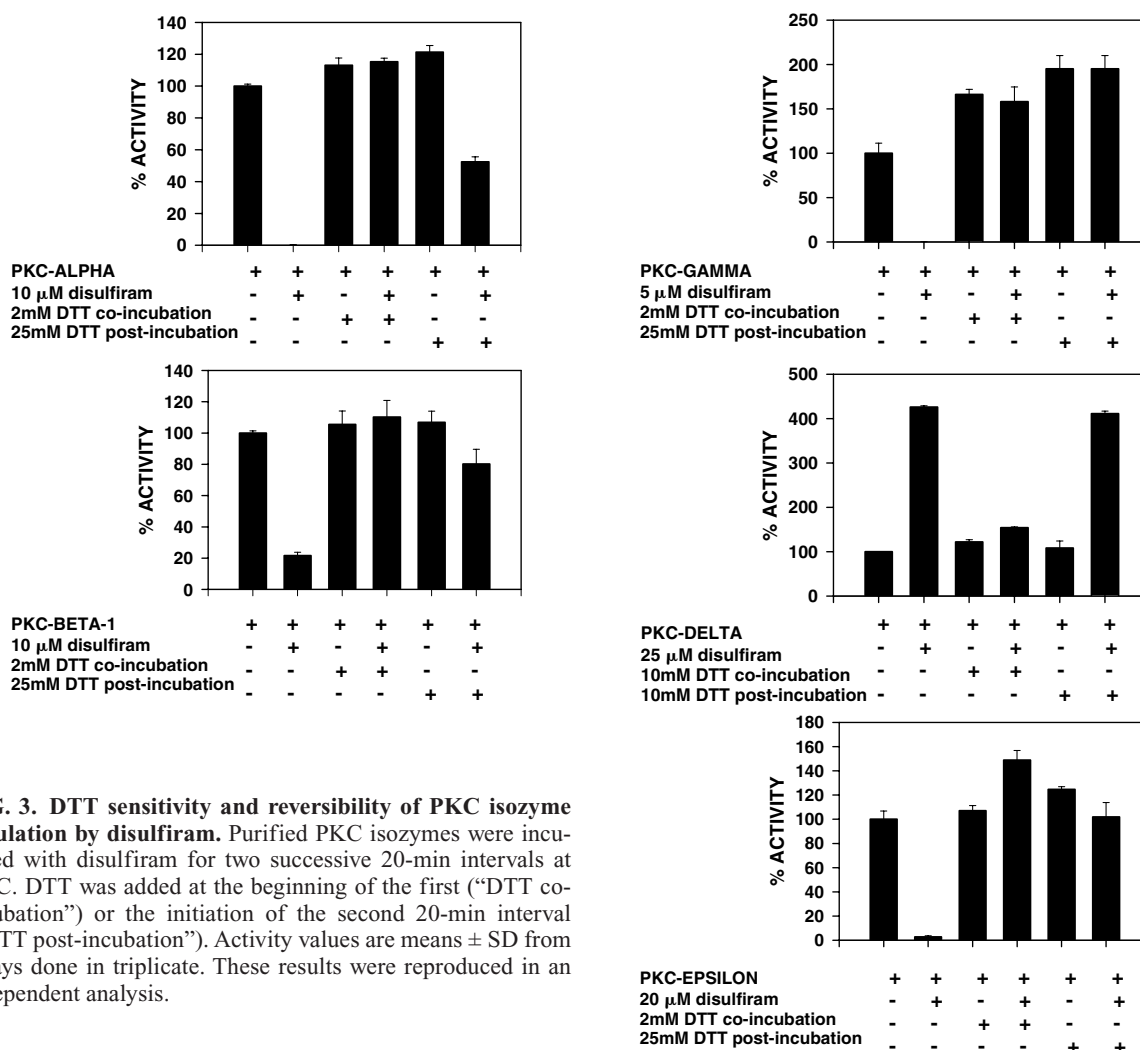 140
120
100
80
60
40
20
0
% ACTIVITY
PKC-ALPHA + + + + + +
10 μM disulfiram - + - + - +
2mM DTT co-incubation - - + + - -
25mM DTT post-incubation - - - - + +
140
120
100
80
60
40
20
0
% ACTIVITY
PKC-BETA-1 + + + + + +
10 μM disulfiram - + - + - +
2mM DTT co-incubation - - + + - -
25mM DTT post-incubation - - - - + +
G. 3. DTT sensitivity and reversibility of PKC isozyme
ulation by disulfiram. Purified PKC isozymes were incu-
ed with disulfiram for two successive 20-min intervals at
C. DTT was added at the beginning of the first (“DTT co-
ubation”) or the initiation of the second 20-min interval
TT post-incubation”). Activity values are means ± SD from
ays done in triplicate. These results were reproduced in an
ependent analysis.
250
200
150
100
50
0
% ACTIVITY
PKC-GAMMA + + + + + +
5 μM disulfiram - + - + - +
2mM DTT co-incubation - - + + - -
25mM DTT post-incubation - - - - + +
500
400
300
200
100
0
% ACTIVITY
PKC-DELTA + + + + + +
25 μM disulfiram - + - + - +
10mM DTT co-incubation - - + + - -
10mM DTT post-incubation - - - - + +
180
160
140
120
100
80
60
40
20
0
% ACTIVITY
PKC-EPSILON + + + + + +
20 μM disulfiram - + - + - +
2mM DTT co-incubation - - + + - -
25mM DTT post-incubation - - - - + +